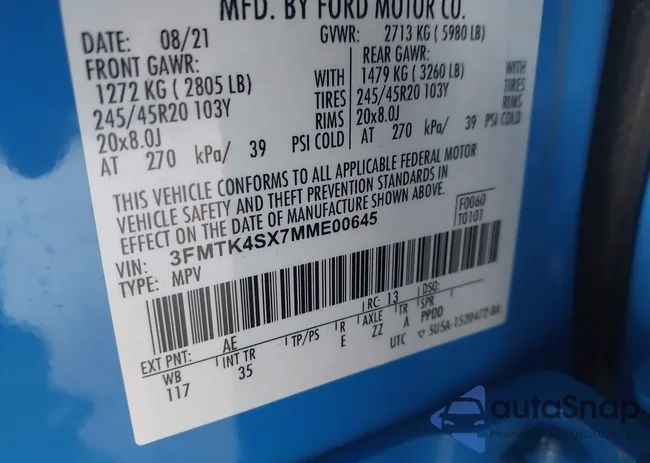 MFD. BY FORD MOTOR CO.
DATE: 08/21 GVWR: 2713 KG ( 5980 LB)
FRONT GAWR: REAR GAWR:
1272 KG ( 2805 LB) WITH 1479 KG ( 3260 LB) WITH
245/45R20 103Y TIRES 245/45R20 103Y TIRES
20x8.0J RIMS 20x8.0J RIMS
AT 270 kPa/ 39 PSI COLD AT 270 kPa/ 39 PSI COLD
THIS VEHICLE CONFORMS TO ALL APPLICABLE FEDERAL MOTOR
VEHICLE SAFETY AND THEFT PREVENTION STANDARDS IN
EFFECT ON THE DATE OF MANUFACTURE SHOWN ABOVE.
F0060
T0101
VIN: 3FMTK4SX7MME00645
TYPE: MPV
EXT PNT: AE RC: 13 DSO:
WB INT TR TP/PS R AXLE TR SPR
117 35 E ZZ A PPDD
UTC
autoSnap